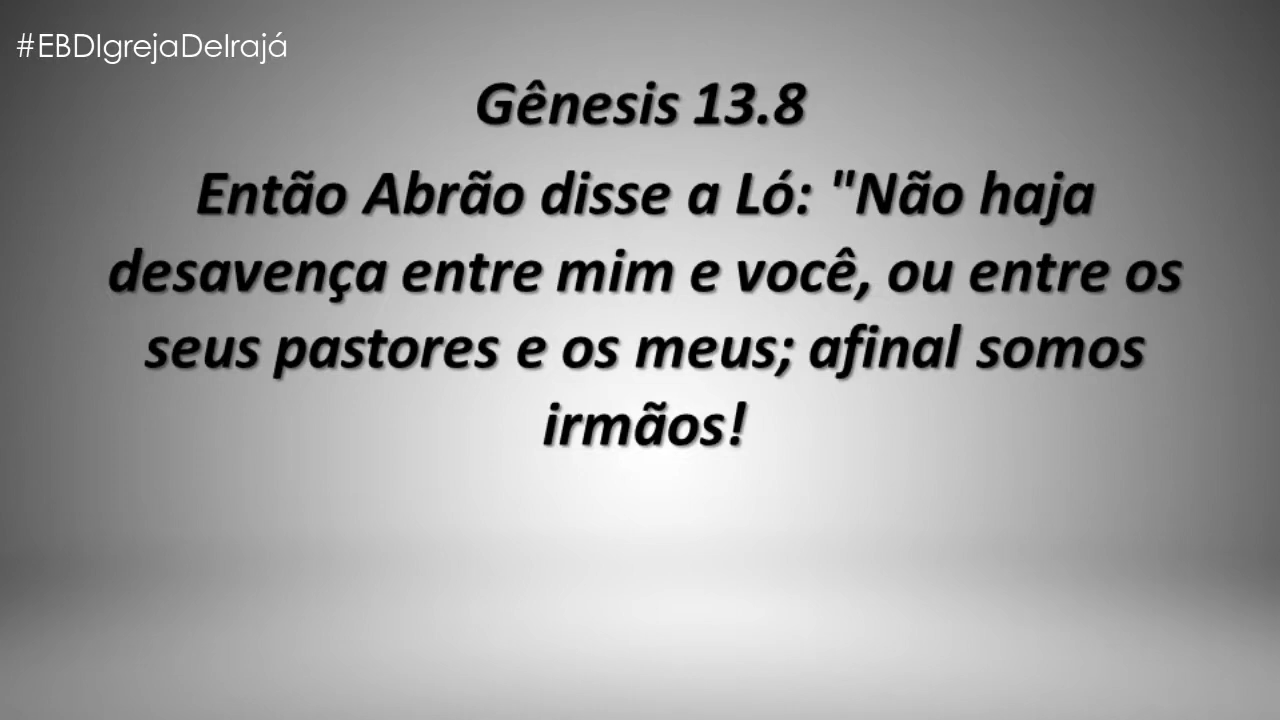 #EBDIgrejaDeIrajá
Gênesis 13.8
Então Abrão disse a Ló: "Não haja
desavença entre mim e você, ou entre os
seus pastores e os meus; afinal somos
irmãos!